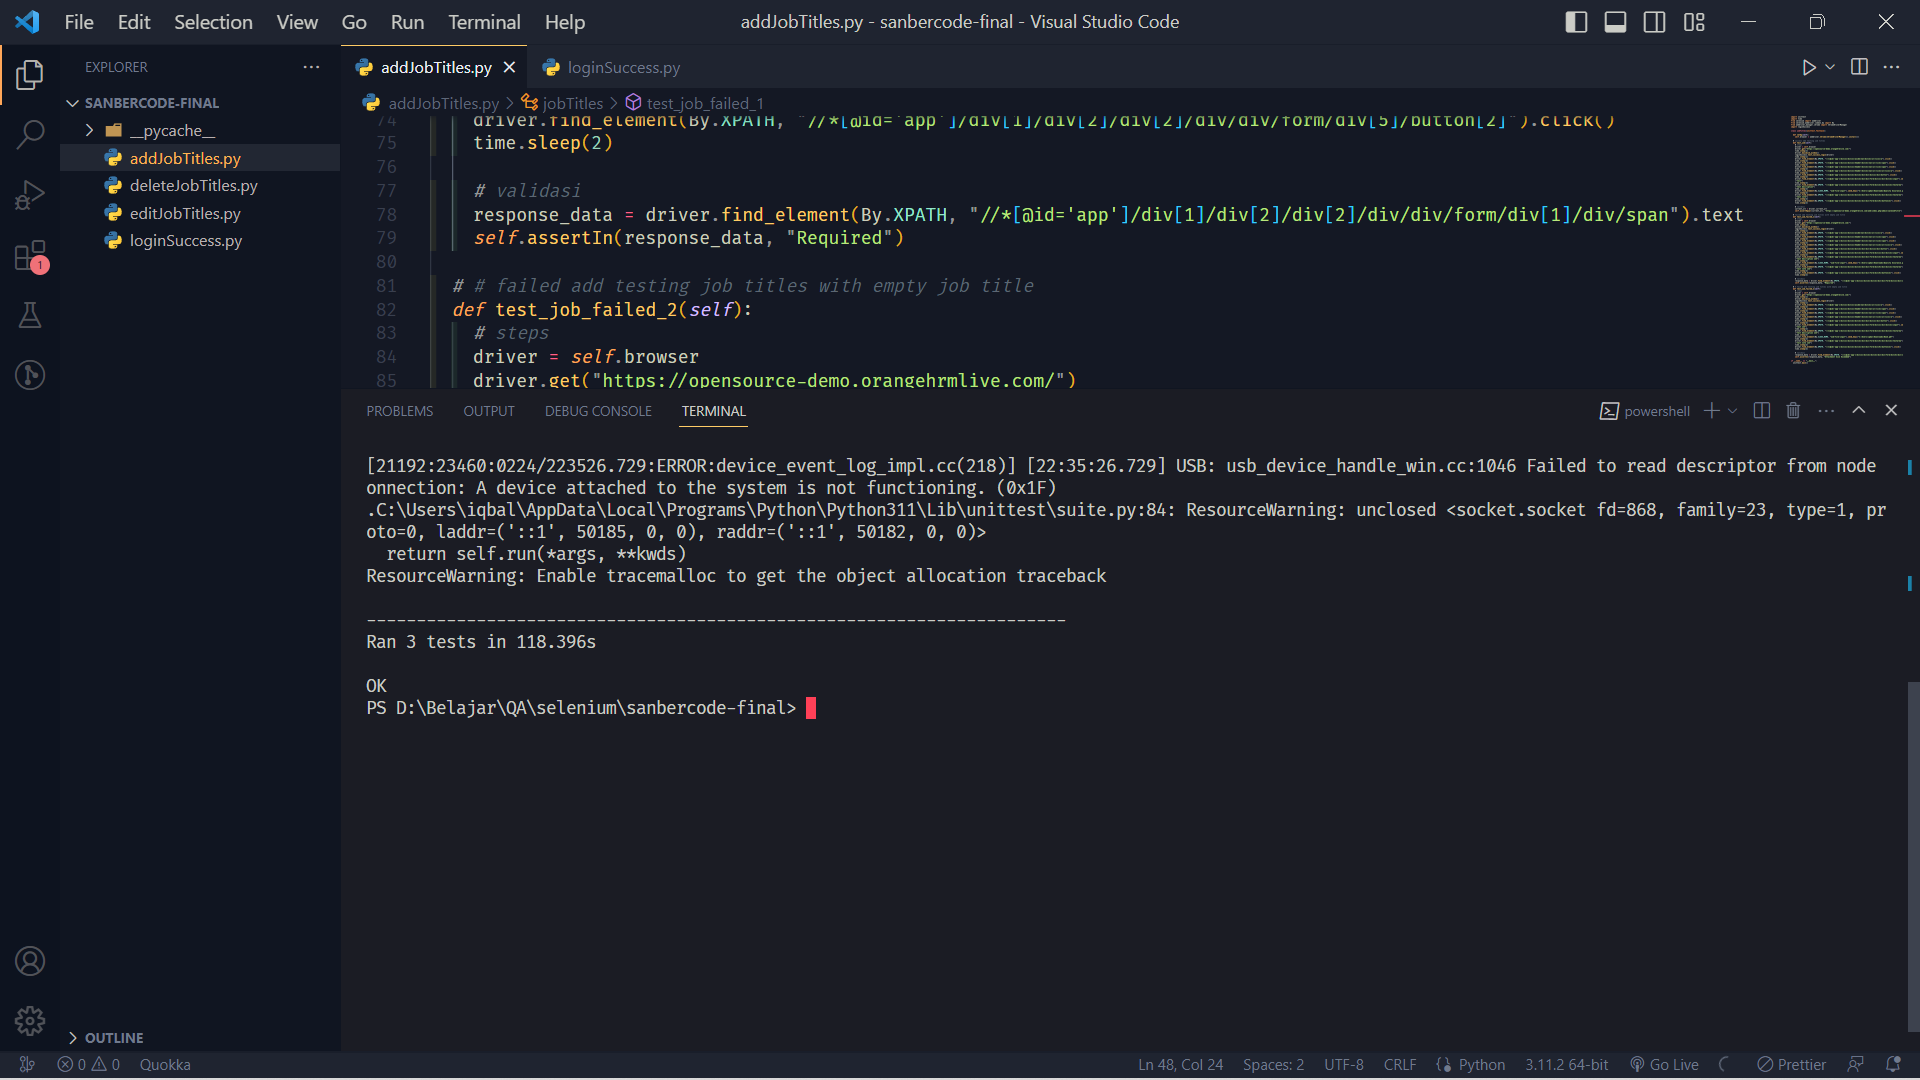 File Edit Selection View Go Run Terminal Help
addJobTitles.py - sanbercode-final - Visual Studio Code
EXPLORER
SANBERCODE-FINAL
__pycache__
addJobTitles.py
deleteJobTitles.py
editJobTitles.py
loginSuccess.py
1
OUTLINE
addJobTitles.py
loginSuccess.py
addJobTitles.py > jobTitles > test_job_failed_1
74 driver.find_element(By.XPATH, "//*[@id='app']/div[1]/div[2]/div[2]/div/div/form/div[5]/button[2]").click()
75 time.sleep(2)
76
77 # validasi
78 response_data = driver.find_element(By.XPATH, "//*[@id='app']/div[1]/div[2]/div[2]/div/div/form/div[1]/div/span").text
79 self.assertIn(response_data, "Required")
80
81 # # failed add testing job titles with empty job title
82 def test_job_failed_2(self):
83 # steps
84 driver = self.browser
85 driver.get("https://opensource-demo.orangehrmlive.com/")
PROBLEMS OUTPUT DEBUG CONSOLE TERMINAL
powershell
[21192:23460:0224/223526.729:ERROR:device_event_log_impl.cc(218)] [22:35:26.729] USB: usb_device_handle_win.cc:1046 Failed to read descriptor from node
onnection: A device attached to the system is not functioning. (0x1F)
.C:\Users\iqbal\AppData\Local\Programs\Python\Python311\Lib\unittest\suite.py:84: ResourceWarning: unclosed <socket.socket fd=868, family=23, type=1, pr
oto=0, laddr=('::1', 50185, 0, 0), raddr=('::1', 50182, 0, 0)>
return self.run(*args, **kwds)
ResourceWarning: Enable tracemalloc to get the object allocation traceback
----------------------------------------------------------------------
Ran 3 tests in 118.396s
OK
PS D:\Belajar\QA\selenium\sanbercode-final>
0 0 Quokka
Ln 48, Col 24 Spaces: 2 UTF-8 CRLF Python 3.11.2 64-bit Go Live Prettier